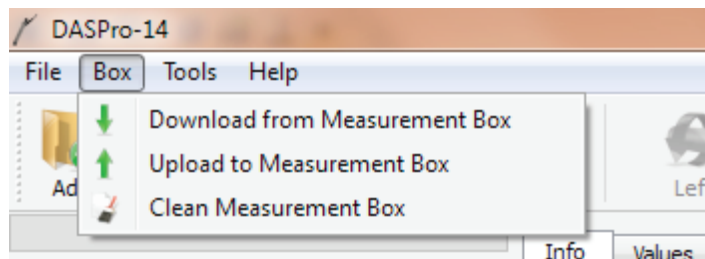 DASPro-14
File Box Tools Help
Download from Measurement Box
Upload to Measurement Box
Clean Measurement Box
Info Values